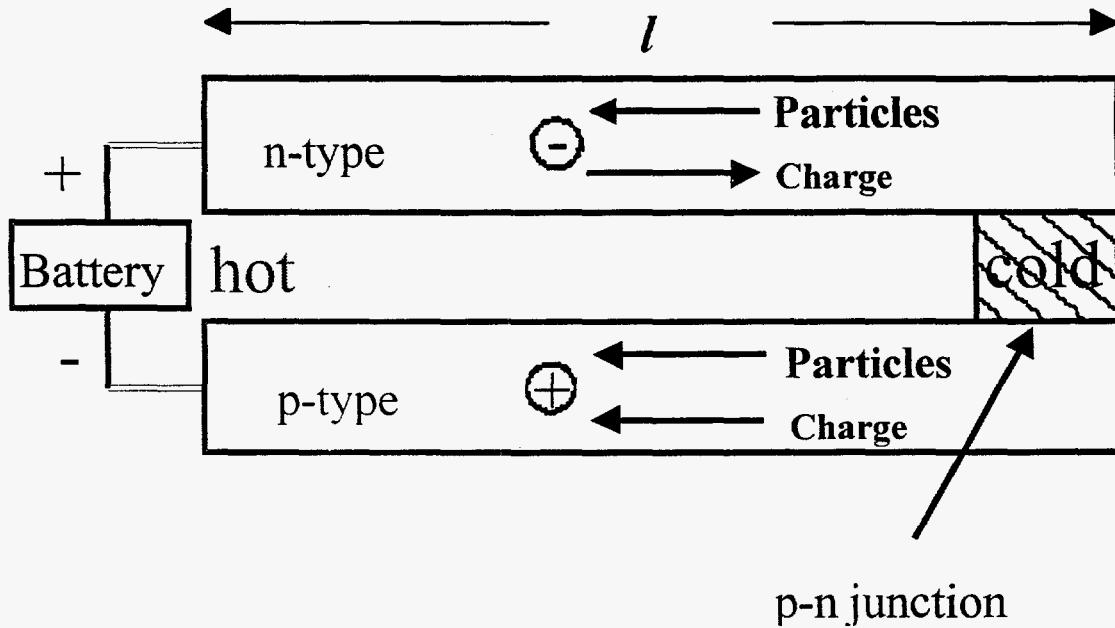 l
Particles
n-type
-
Charge
+
Battery
hot
cold
-
Particles
p-type
+
Charge
p-n junction